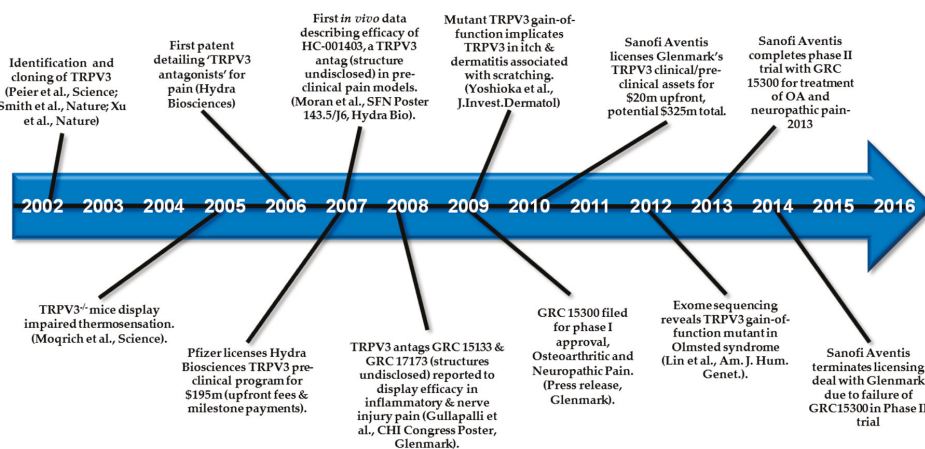 Identification and
cloning of TRPV3
(Peier et al., Science;
Smith et al., Nature; Xu
et al., Nature)
First patent
detailing ‘TRPV3
antagonists’ for
pain (Hydra
Biosciences)
First in vivo data
describing efficacy of
HC-001403, a TRPV3
antag (structure
undisclosed) in pre-
clinical pain models.
(Moran et al., SFN Poster
143.5/J6, Hydra Bio).
Mutant TRPV3 gain-of-
function implicates
TRPV3 in itch &
dermatitis associated
with scratching.
(Yoshioka et al.,
J.Invest.Dermatol)
Sanofi Aventis
licenses Glenmark's
TRPV3 clinical/pre-
clinical assets for
$20m upfront,
potential $325m total.
Sanofi Aventis
completes phase II
trial with GRC
15300 for treatment
of OA and
neuropathic pain-
2013
2002 2003 2004 2005 2006 2007 2008 2009 2010 2011 2012 2013 2014 2015 2016
TRPV3-/- mice display
impaired thermosensation.
(Moqrich et al., Science).
Pfizer licenses Hydra
Biosciences TRPV3 pre-
clinical program for
$195m (upfront fees &
milestone payments).
TRPV3 antags GRC 15133 &
GRC 17173 (structures
undisclosed) reported to
display efficacy in
inflammatory & nerve
injury pain (Gullapalli et
al., CHI Congress Poster,
Glenmark).
GRC 15300 filed
for phase I
approval,
Osteoarthritic and
Neuropathic Pain.
(Press release,
Glenmark).
Exome sequencing
reveals TRPV3 gain-of-
function mutant in
Olmsted syndrome
(Lin et al., Am. J. Hum.
Genet.).
Sanofi Aventis
terminates licensing
deal with Glenmark
due to failure of
GRC15300 in Phase II
trial